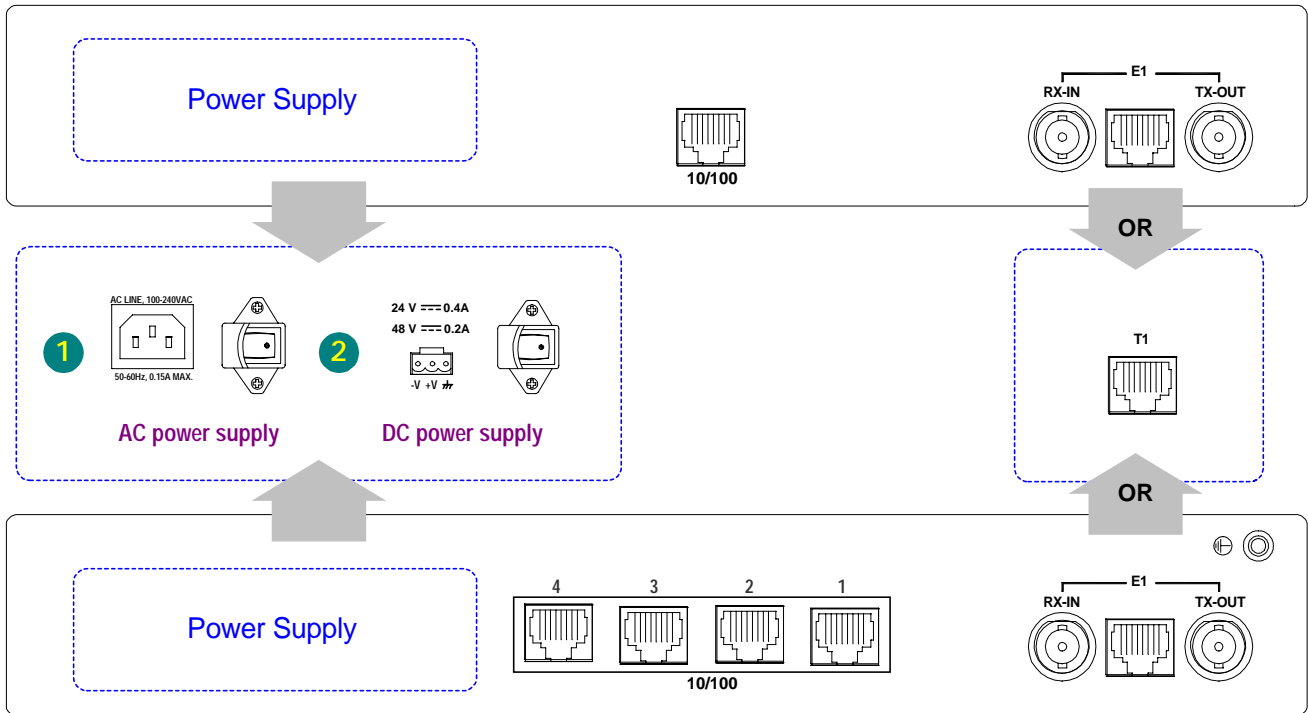 Power Supply
10/100
E1
RX-IN
TX-OUT
OR
AC LINE, 100-240VAC
50-60Hz, 0.15A MAX.
1
AC power supply
2
24 V ⎓ 0.4A
48 V ⎓ 0.2A
-V +V
DC power supply
T1
OR
Power Supply
4 3 2 1
10/100
E1
RX-IN
TX-OUT